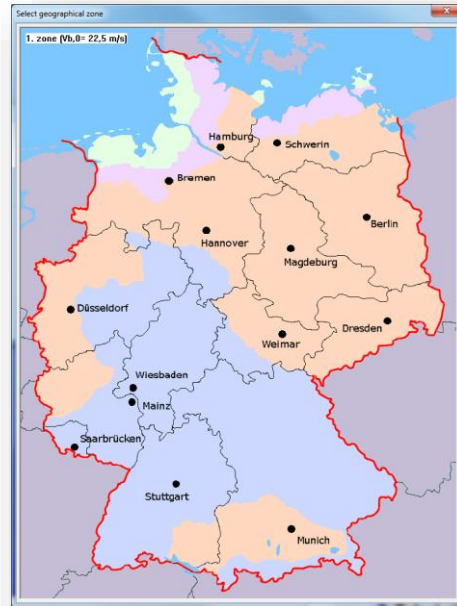 Select geographical zone
1. zone (Vb,0= 22,5 m/s)
Hamburg
Schwerin
Bremen
Berlin
Hannover
Magdeburg
Düsseldorf
Dresden
Weimar
Wiesbaden
Mainz
Saarbrücken
Stuttgart
Munich